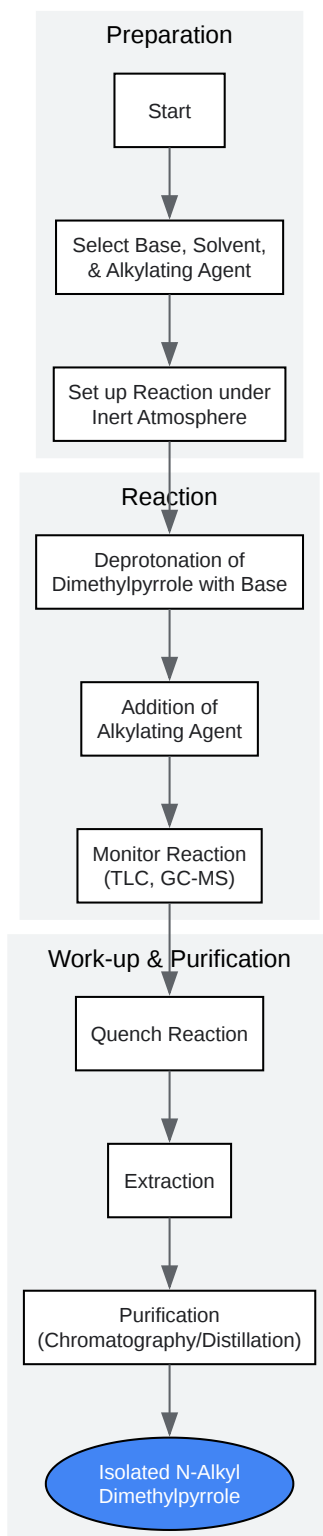 Preparation
Start
Select Base, Solvent,
& Alkylating Agent
Set up Reaction under
Inert Atmosphere
Reaction
Deprotonation of
Dimethylpyrrole with Base
Addition of
Alkylating Agent
Monitor Reaction
(TLC, GC-MS)
Work-up & Purification
Quench Reaction
Extraction
Purification
(Chromatography/Distillation)
Isolated N-Alkyl
Dimethylpyrrole